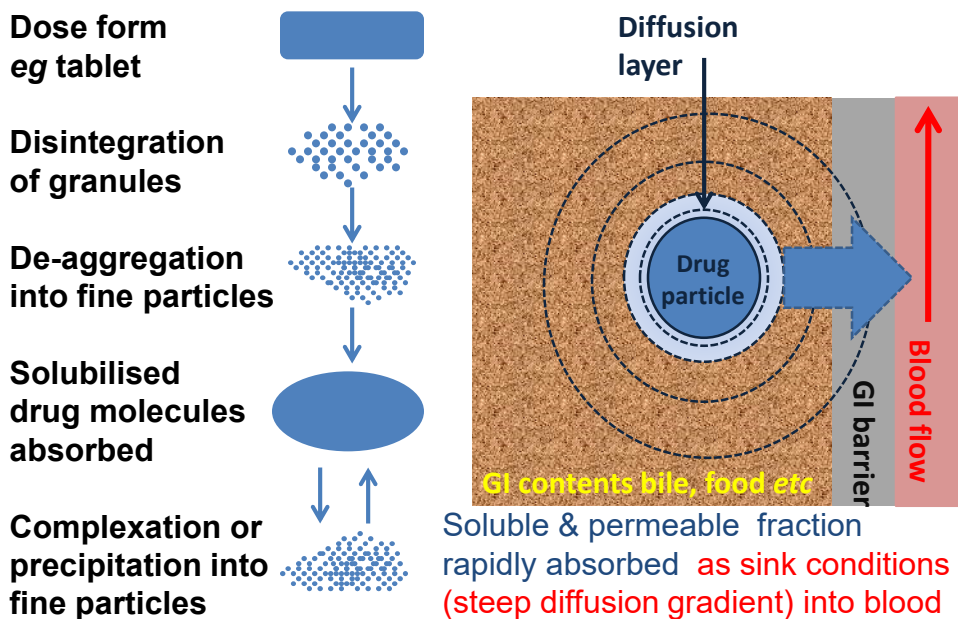 Dose form
eg tablet
Disintegration
of granules
De-aggregation
into fine particles
Solubilised
drug molecules
absorbed
Complexation or
precipitation into
fine particles
Diffusion
layer
Drug
particle
GI contents bile, food etc
GI barrier
Blood flow
Soluble & permeable fraction
rapidly absorbed as sink conditions
(steep diffusion gradient) into blood